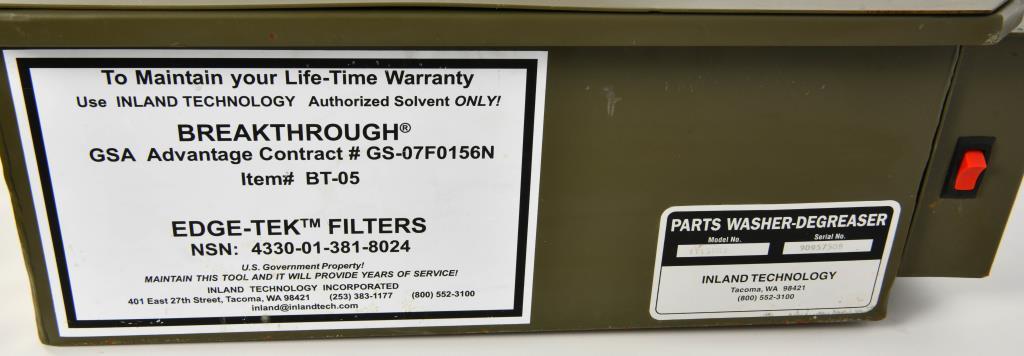 To Maintain your Life-Time Warranty
Use INLAND TECHNOLOGY Authorized Solvent ONLY!
BREAKTHROUGH®
GSA Advantage Contract # GS-07F0156N
Item# BT-05
EDGE-TEK™ FILTERS
NSN: 4330-01-381-8024
U.S. Government Property!
MAINTAIN THIS TOOL AND IT WILL PROVIDE YEARS OF SERVICE!
INLAND TECHNOLOGY INCORPORATED
401 East 27th Street, Tacoma, WA 98421 (253) 383-1177 (800) 552-3100
inland@inlandtech.com
PARTS WASHER-DEGREASER
Model No. Serial No.
INLAND TECHNOLOGY
Tacoma, WA 98421
(800) 552-3100